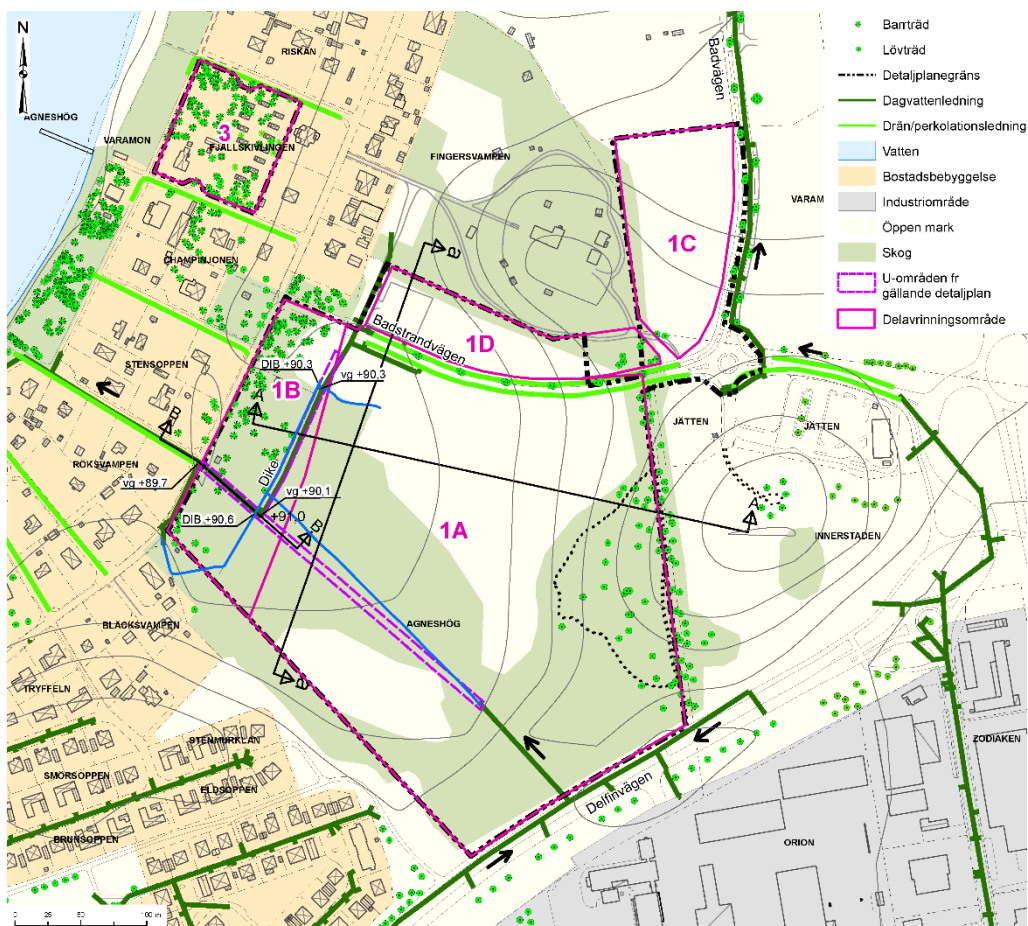 N
AGNESHÖG
VARAMON
RISKAN
3
FJÄLLSKIVLINGEN
CHAMPINJONEN
STENSOPPEN
FINGERSVAMPEN
Badvägen
1C
VARAM
Barrträd
Lövträd
Detaljplanegräns
Dagvattenledning
Drän/perkolationsledning
Vatten
Bostadsbebyggelse
Industriområde
Öppen mark
Skog
U-områden fr
gällande detaljplan
Delavrinningsområde
a
Badstrandvägen
1D
DIB +90,3
vg +90,3
1B
A
B
Dike
RÖKSVAMPEN
vg +89,7
vg +90,1
DIB +90,6
+91,0
B
1A
JÄTTEN
JÄTTEN
A
INNERSTADEN
BLÄCKSVAMPEN
AGNESHÖG
a
TRYFFELN
STENMURKLAN
SMÖRSOPPEN
ELDSOPPEN
BRUNSOPPEN
Delfinvägen
ZODIAKEN
ORION
0 25 50 100 m